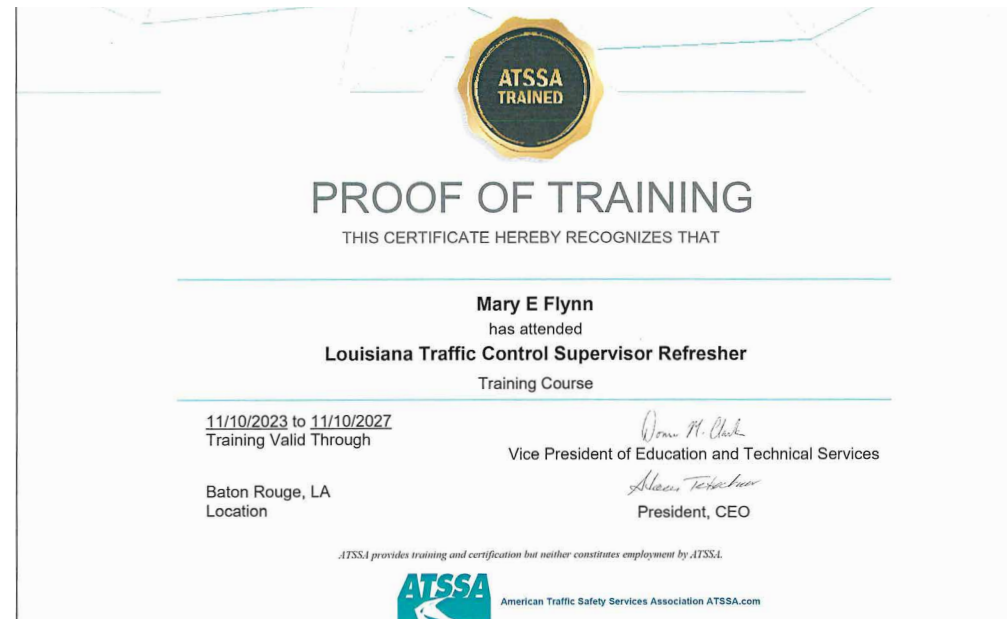 ATSSA
TRAINED
PROOF OF TRAINING
THIS CERTIFICATE HEREBY RECOGNIZES THAT
Mary E Flynn
has attended
Louisiana Traffic Control Supervisor Refresher
Training Course
11/10/2023 to 11/10/2027
Training Valid Through
Donna M. Clark
Vice President of Education and Technical Services
Baton Rouge, LA
Location
President, CEO
ATSSA provides training and certification but neither constitutes employment by ATSSA.
ATSSA
American Traffic Safety Services Association ATSSA.com